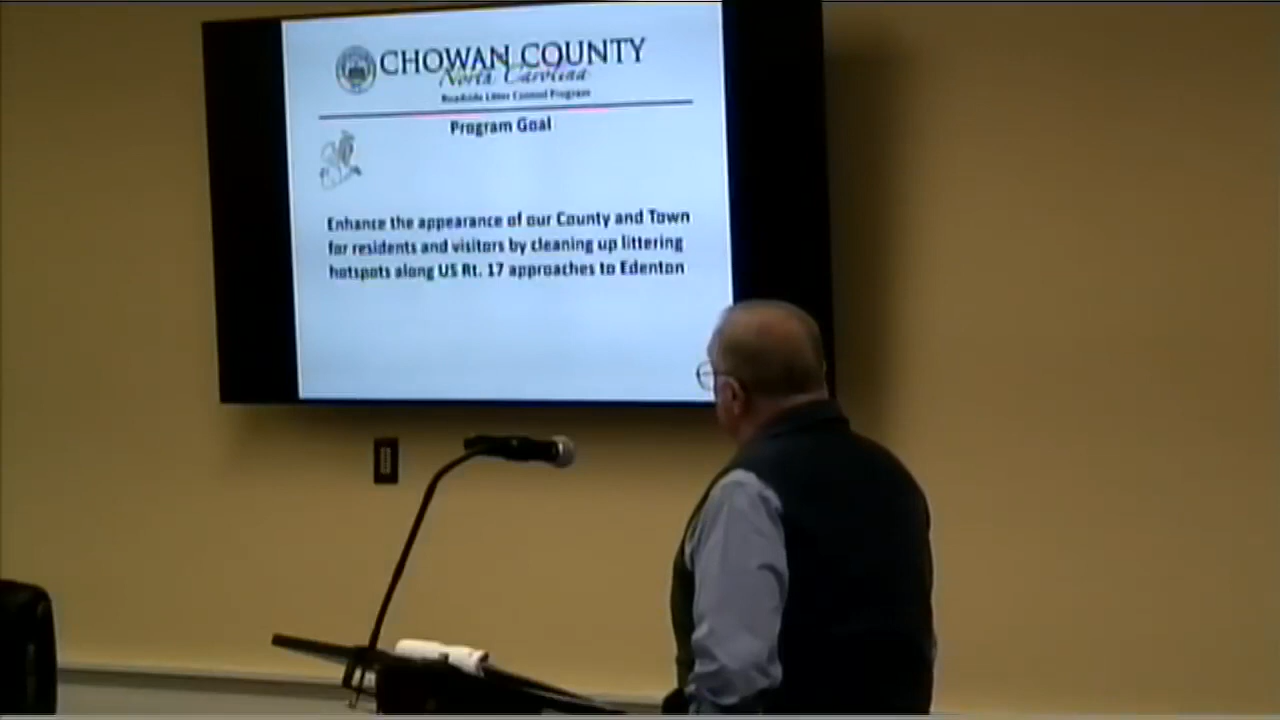 CHOWAN COUNTY
North Carolina
Roadside Litter Control Program
Program Goal
Enhance the appearance of our County and Town
for residents and visitors by cleaning up littering
hotspots along US Rt. 17 approaches to Edenton